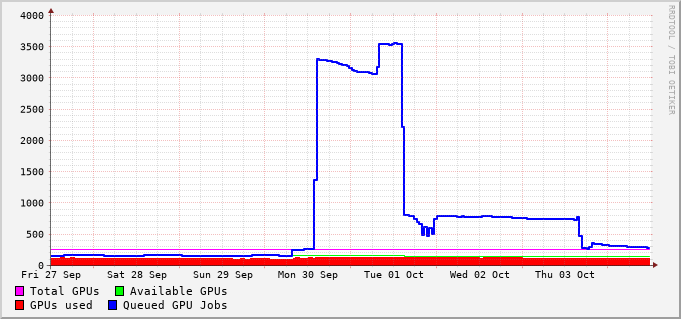 4000
3500
3000
2500
2000
1500
1000
500
0
Fri 27 Sep Sat 28 Sep Sun 29 Sep Mon 30 Sep Tue 01 Oct Wed 02 Oct Thu 03 Oct
Total GPUs Available GPUs
GPUs used Queued GPU Jobs
RRDTOOL / TOBI OETIKER